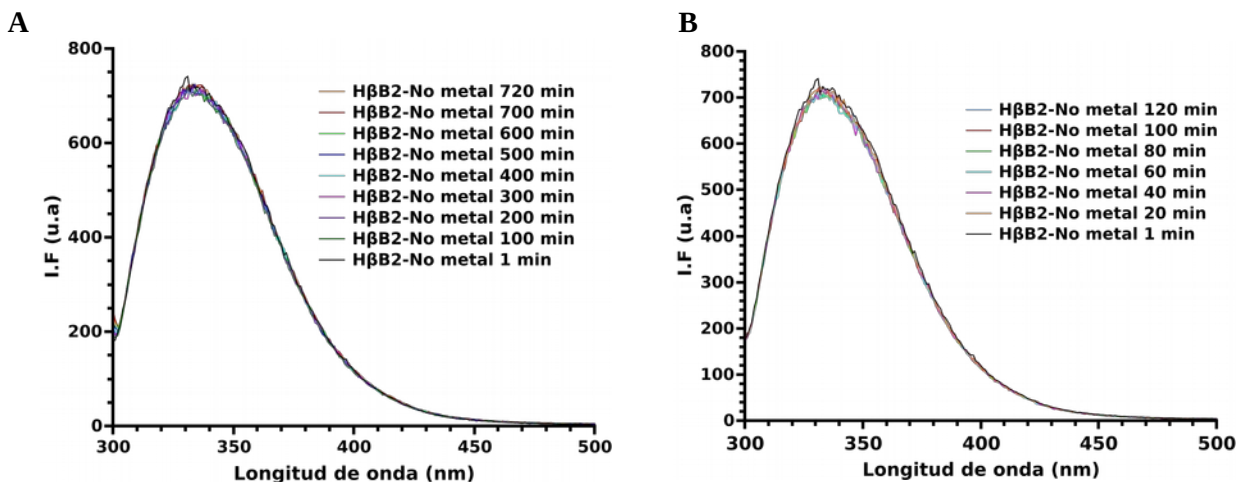 A
800
600
400
200
0
I.F (u.a)
300
350
400
450
500
Longitud de onda (nm)
HβB2-No metal 720 min
HβB2-No metal 700 min
HβB2-No metal 600 min
HβB2-No metal 500 min
HβB2-No metal 400 min
HβB2-No metal 300 min
HβB2-No metal 200 min
HβB2-No metal 100 min
HβB2-No metal 1 min
B
800
700
600
500
400
300
200
100
0
I.F (u.a)
300
350
400
450
500
Longitud de onda (nm)
HβB2-No metal 120 min
HβB2-No metal 100 min
HβB2-No metal 80 min
HβB2-No metal 60 min
HβB2-No metal 40 min
HβB2-No metal 20 min
HβB2-No metal 1 min